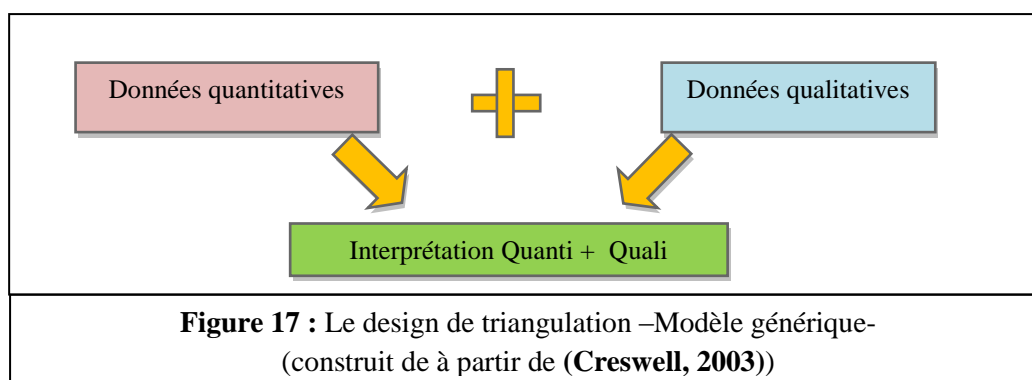 Données quantitatives
Données qualitatives
Interprétation Quanti + Quali
Figure 17 : Le design de triangulation –Modèle générique-
(construit de à partir de (Creswell, 2003))